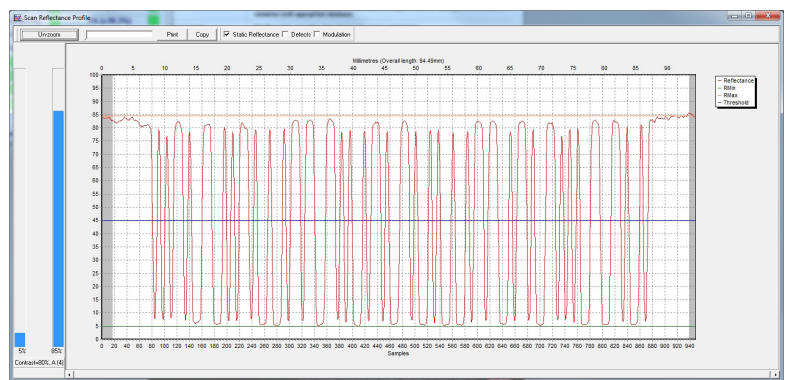 Scan Reflectance Profile
Unzoom Print Copy Static Reflectance Defects Modulation
Millimetres (Overall length: 94.49mm)
0 5 10 15 20 25 30 35 40 45 50 55 60 65 70 75 80 85 90
100
95
90
85
80
75
70
65
60
55
50
45
40
35
30
25
20
15
10
5
0
0 20 40 60 80 100 120 140 160 180 200 220 240 260 280 300 320 340 360 380 400 420 440 460 480 500 520 540 560 580 600 620 640 660 680 700 720 740 760 780 800 820 840 860 880 900 920 940
Samples
Reflectance
RMin
RMax
Threshold
5% 85%
Contrast=80%, A (4)